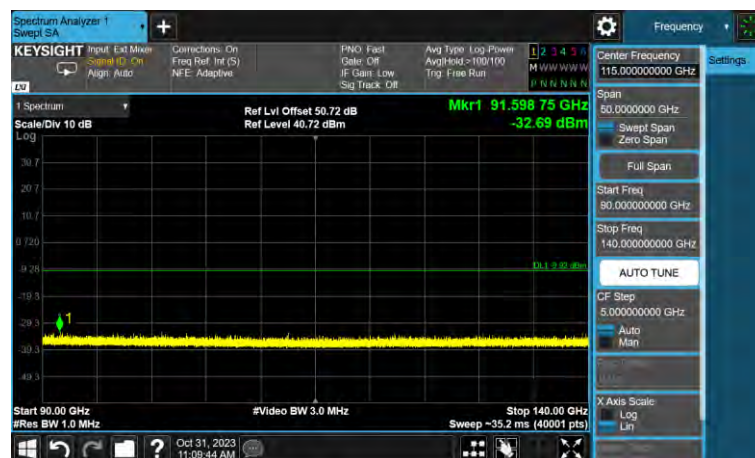 Spectrum Analyzer 1
Swept SA
Frequency
KEYSIGHT
Input: Ext Mixer
Signal ID: On
Align: Auto
Corrections: On
Freq Ref: Int (S)
NFE: Adaptive
PNO: Fast
Gate: Off
IF Gain: Low
Sig Track: Off
Avg Type: Log-Power
Avg|Hold:>100/100
Trig: Free Run
1 2 3 4 5 6
M W W W W W
P N N N N N
LXI
1 Spectrum
Scale/Div 10 dB
Log
Ref Lvl Offset 50.72 dB
Ref Level 40.72 dBm
Mkr1 91.598 75 GHz
-32.69 dBm
30.7
20.7
10.7
0.720
-9.28
-19.3
-29.3
-39.3
-49.3
1
Start 90.00 GHz
#Res BW 1.0 MHz
#Video BW 3.0 MHz
Stop 140.00 GHz
Sweep ~35.2 ms (40001 pts)
Oct 31, 2023
11:09:44 AM
Center Frequency
115.000000000 GHz
Span
50.0000000 GHz
Swept Span
Zero Span
Full Span
Start Freq
90.000000000 GHz
Stop Freq
140.000000000 GHz
AUTO TUNE
CF Step
5.000000000 GHz
Auto
Man
X Axis Scale
Log
Lin
Settings